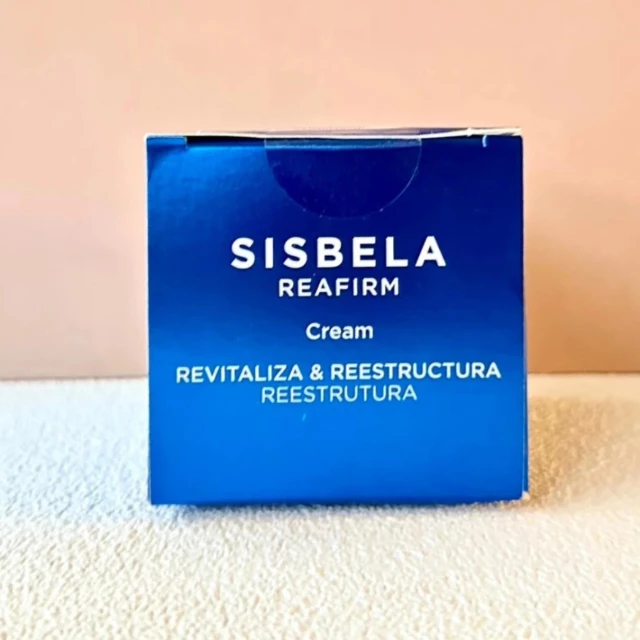 SISBELA
REAFIRM
Cream
REVITALIZA & REESTRUCTURA
REESTRUTURA